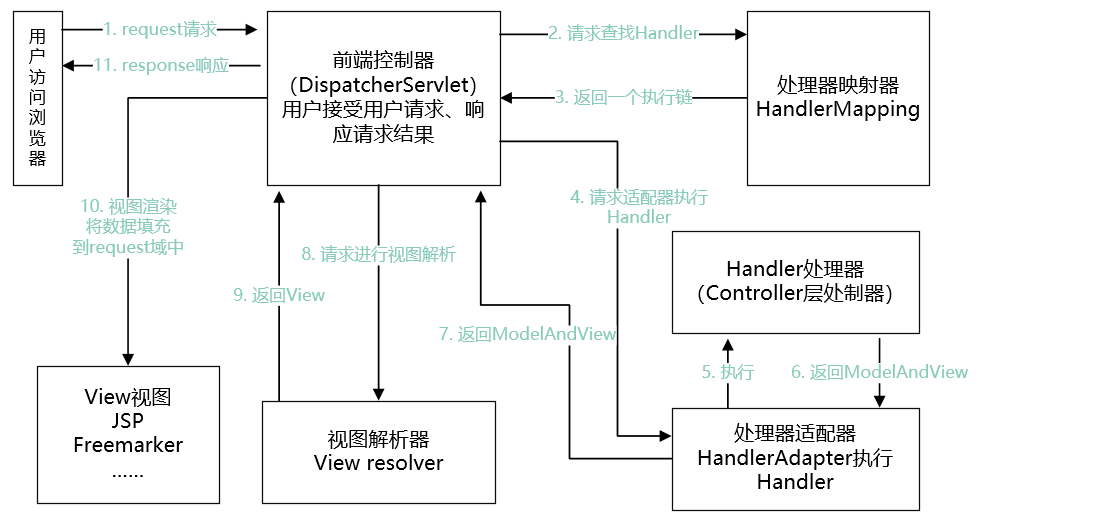 用
户
访
问
浏
览
器
1. request请求
11. response响应
前端控制器
（DispatcherServlet）
用户接受用户请求、响
应请求结果
2. 请求查找Handler
3. 返回一个执行链
处理器映射器
HandlerMapping
4. 请求适配器执行
Handler
10. 视图渲染
将数据填充
到request域中
8. 请求进行视图解析
9. 返回View
7. 返回ModelAndView
Handler处理器
（Controller层处制器）
5. 执行
6. 返回ModelAndView
View视图
JSP
Freemarker
……
视图解析器
View resolver
处理器适配器
HandlerAdapter执行
Handler